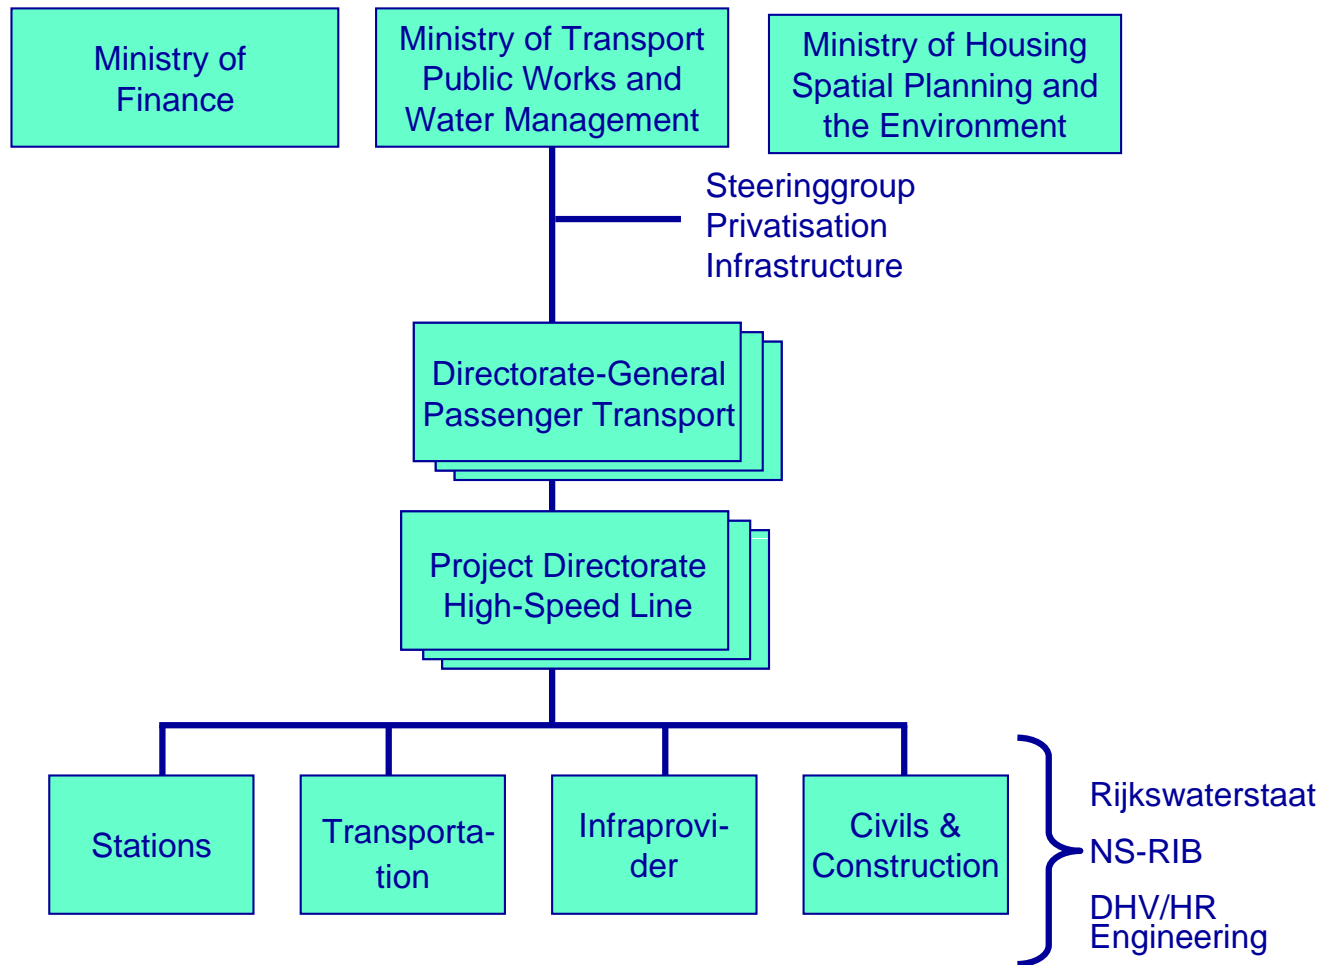 Ministry of
Finance
Ministry of Transport
Public Works and
Water Management
Ministry of Housing
Spatial Planning and
the Environment
Steeringgroup
Privatisation
Infrastructure
Directorate-General
Passenger Transport
Project Directorate
High-Speed Line
Stations
Transporta-
tion
Infraprovi-
der
Civils &
Construction
Rijkswaterstaat
NS-RIB
DHV/HR
Engineering